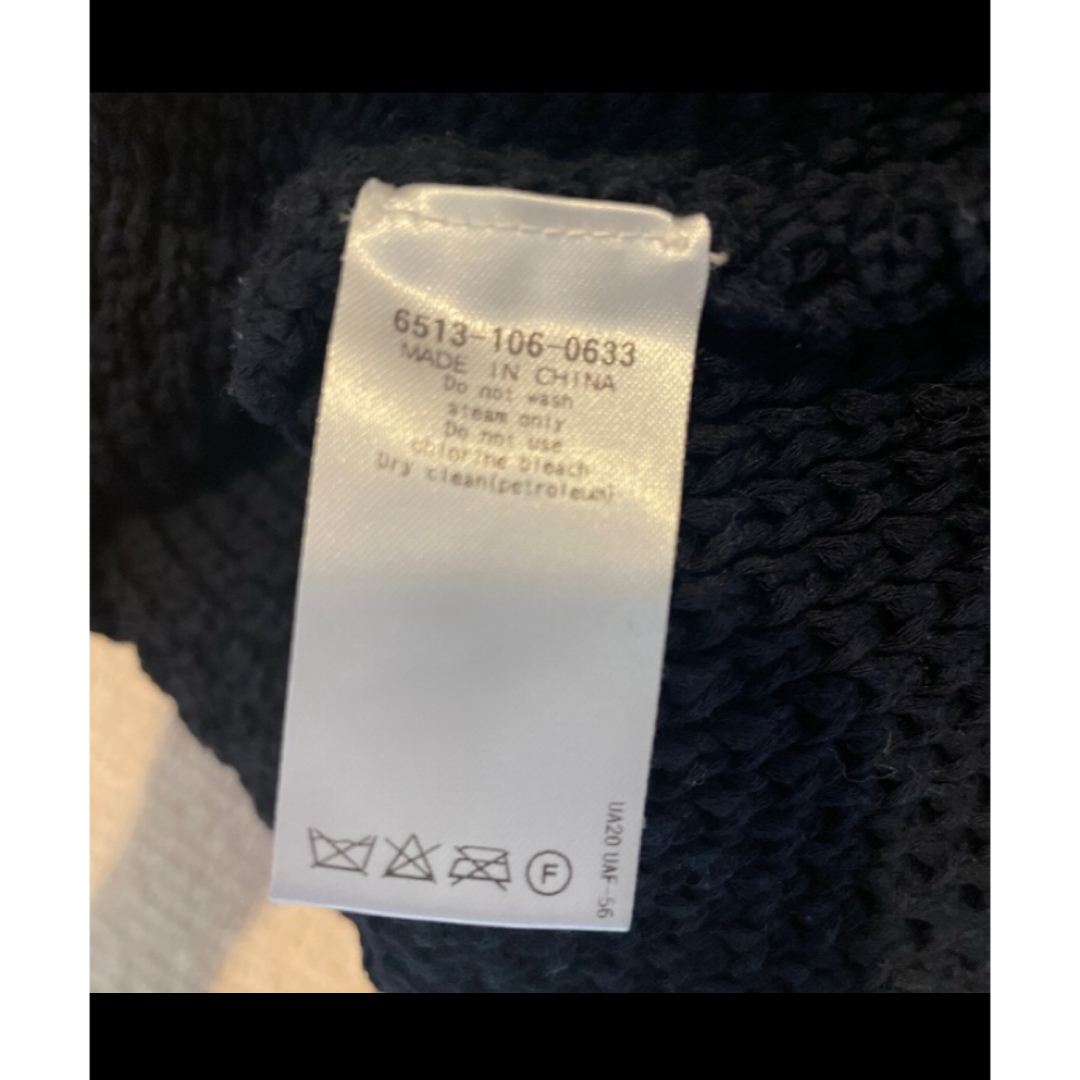 6513-106-0633
MADE IN CHINA
Do not wash
steam only
Do not use
chlorine bleach
Dry clean(petroleum)
F
UA20 UAF-56